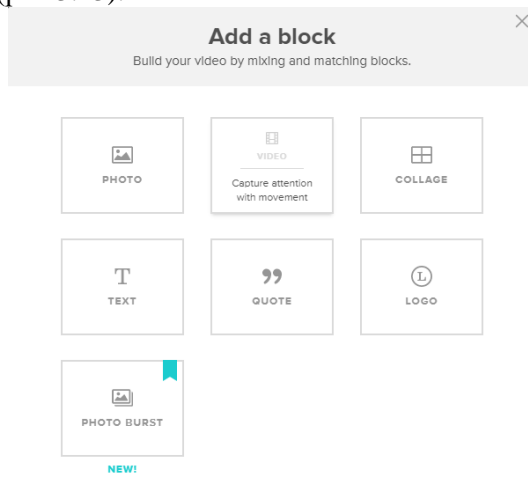 Add a block
Build your video by mixing and matching blocks.
PHOTO
VIDEO
Capture attention
with movement
COLLAGE
T
TEXT
QUOTE
L
LOGO
PHOTO BURST
NEW!